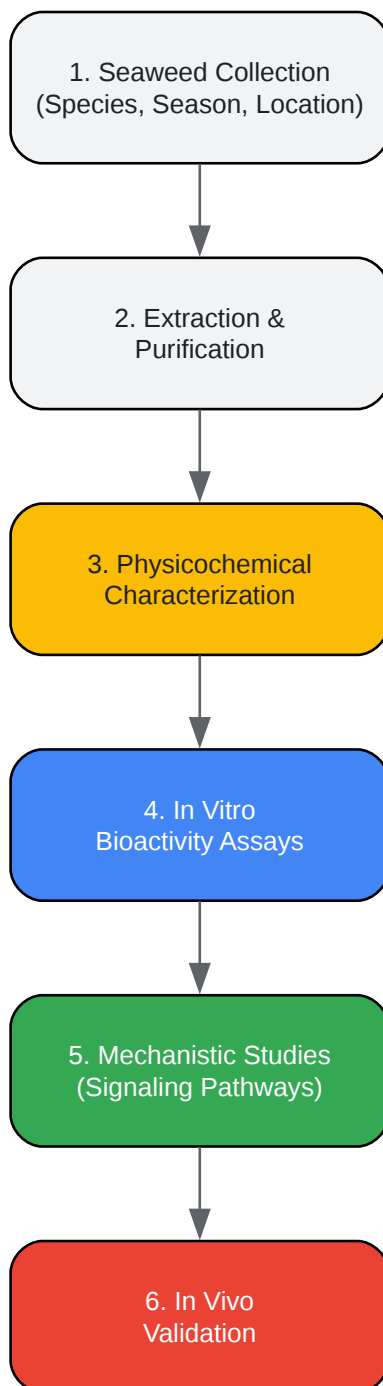 1. Seaweed Collection
(Species, Season, Location)
2. Extraction &
Purification
3. Physicochemical
Characterization
4. In Vitro
Bioactivity Assays
5. Mechanistic Studies
(Signaling Pathways)
6. In Vivo
Validation